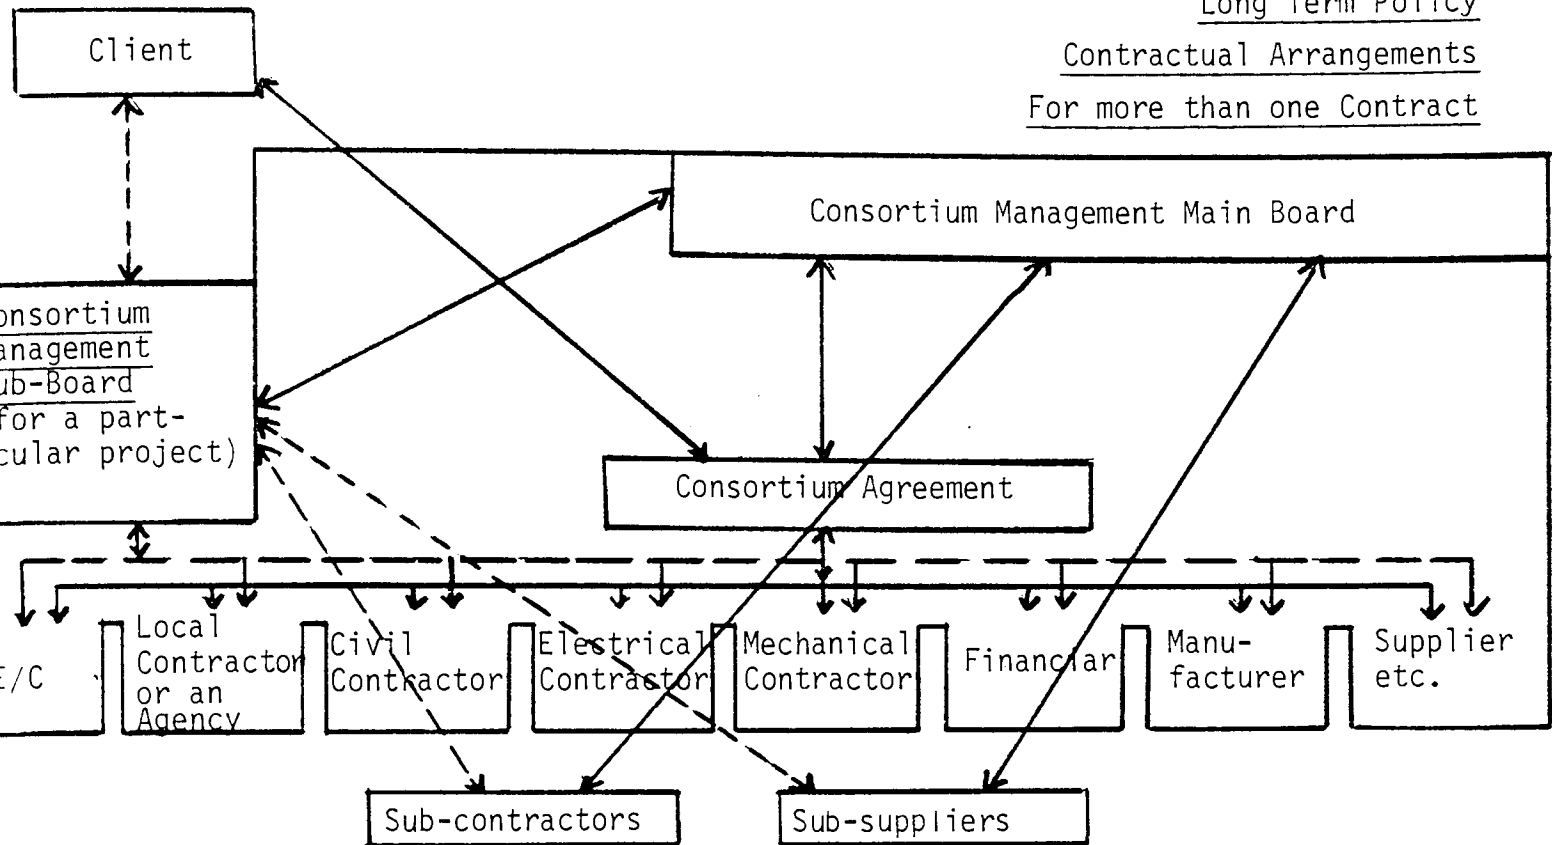 Long Term Policy
Contractual Arrangements
For more than one Contract
Client
Consortium Management Main Board
onsortium
anagement
ub-Board
for a part-
cular project)
Consortium Agreement
E/C
Local
Contractor
or an
Agency
Civil
Contractor
Electrical
Contractor
Mechanical
Contractor
Financiar
Manu-
facturer
Supplier
etc.
Sub-contractors
Sub-suppliers